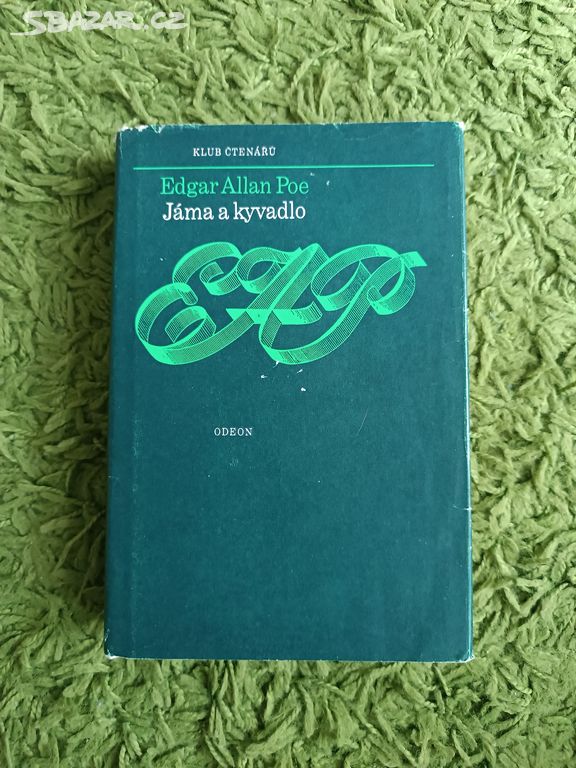 SBAZAR.CZ
KLUB ČTENÁŘŮ
Edgar Allan Poe
Jáma a kyvadlo
EAP
ODEON